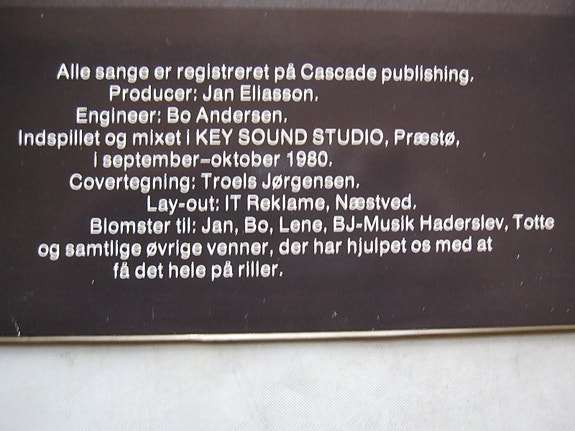 Alle sange er registreret på Cascade publishing.
Producer: Jan Eliasson.
Engineer: Bo Andersen.
Indspillet og mixet i KEY SOUND STUDIO, Præstø,
i september–oktober 1980.
Covertegning: Troels Jørgensen.
Lay-out: IT Reklame, Næstved.
Blomster til: Jan, Bo, Lene, BJ-Musik Haderslev, Totte
og samtlige øvrige venner, der har hjulpet os med at
få det hele på riller.